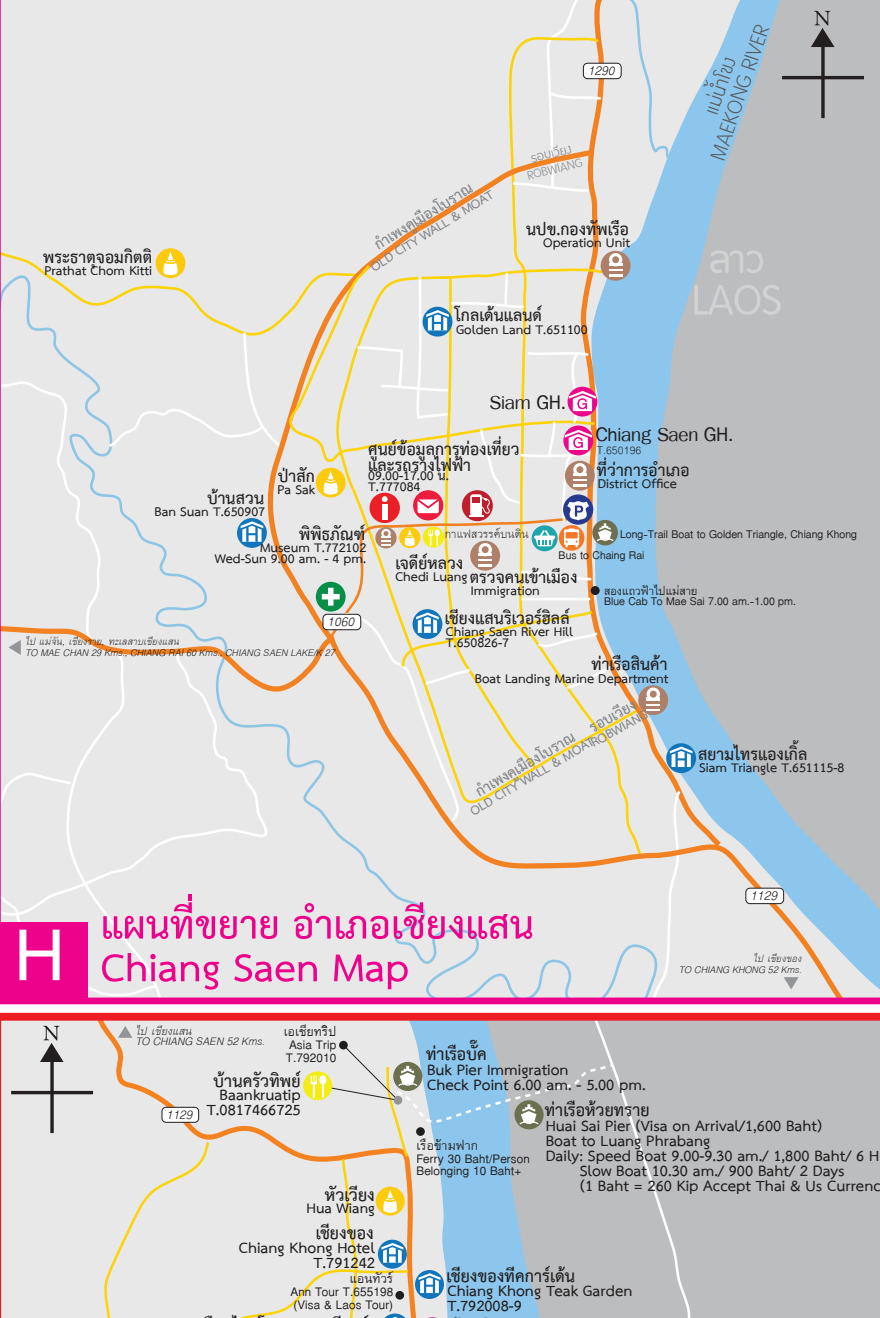 N
1290
แม่น้ำโขง
MAEKONG RIVER
รอบเวียง
ROBWIANG
กำแพงเมืองโบราณ
OLD CITY WALL & MOAT
นปข.กองทัพเรือ
Operation Unit
พระธาตุจอมกิตติ
Prathat Chom Kitti
ลาว
LAOS
โกลเด้นแลนด์
Golden Land T.651100
Siam GH.
G
Chiang Saen GH.
T.650196
G
ศูนย์ข้อมูลการท่องเที่ยว
และรถรางไฟฟ้า
09.00-17.00 น.
T.777084
ที่ว่าการอำเภอ
District Office
ป่าสัก
Pa Sak
บ้านสวน
Ban Suan T.650907
i
P
พิพิธภัณฑ์
Museum T.772102
Wed-Sun 9.00 am. - 4 pm.
กาแฟสวรรค์บนดิน
Long-Trail Boat to Golden Triangle, Chiang Khong
Bus to Chaing Rai
เจดีย์หลวง
Chedi Luang
ตรวจคนเข้าเมือง
Immigration
สองแถวฟ้าไปแม่สาย
Blue Cab To Mae Sai 7.00 am.-1.00 pm.
1060
เชียงแสนริเวอร์ฮิลล์
Chiang Saen River Hill
T.650826-7
ไป แม่จัน, เชียงราย, ทะเลสาบเชียงแสน
TO MAE CHAN 29 Kms., CHIANG RAI 60 Kms., CHIANG SAEN LAKE/K 27
ท่าเรือสินค้า
Boat Landing Marine Department
รอบเวียง
ROBWIANG
กำแพงเมืองโบราณ
OLD CITY WALL & MOAT
สยามไทรแองเกิ้ล
Siam Triangle T.651115-8
1129
H
แผนที่ขยาย อำเภอเชียงแสน
Chiang Saen Map
ไป เชียงของ
TO CHIANG KHONG 52 Kms.
N
ไป เชียงแสน
TO CHIANG SAEN 52 Kms.
เอเชียทริป
Asia Trip
T.792010
ท่าเรือบั๊ค
Buk Pier Immigration
Check Point 6.00 am. - 5.00 pm.
บ้านครัวทิพย์
Baankruatip
T.0817466725
1129
ท่าเรือห้วยทราย
Huai Sai Pier (Visa on Arrival/1,600 Baht)
Boat to Luang Phrabang
Daily: Speed Boat 9.00-9.30 am./ 1,800 Baht/ 6 H
Slow Boat 10.30 am./ 900 Baht/ 2 Days
(1 Baht = 260 Kip Accept Thai & Us Currenc
เรือข้ามฟาก
Ferry 30 Baht/Person
Belonging 10 Baht+
หัวเวียง
Hua Wiang
เชียงของ
Chiang Khong Hotel
T.791242
แอนทัวร์
Ann Tour T.655198
(Visa & Laos Tour)
เชียงของทีคการ์เด้น
Chiang Khong Teak Garden
T.792008-9